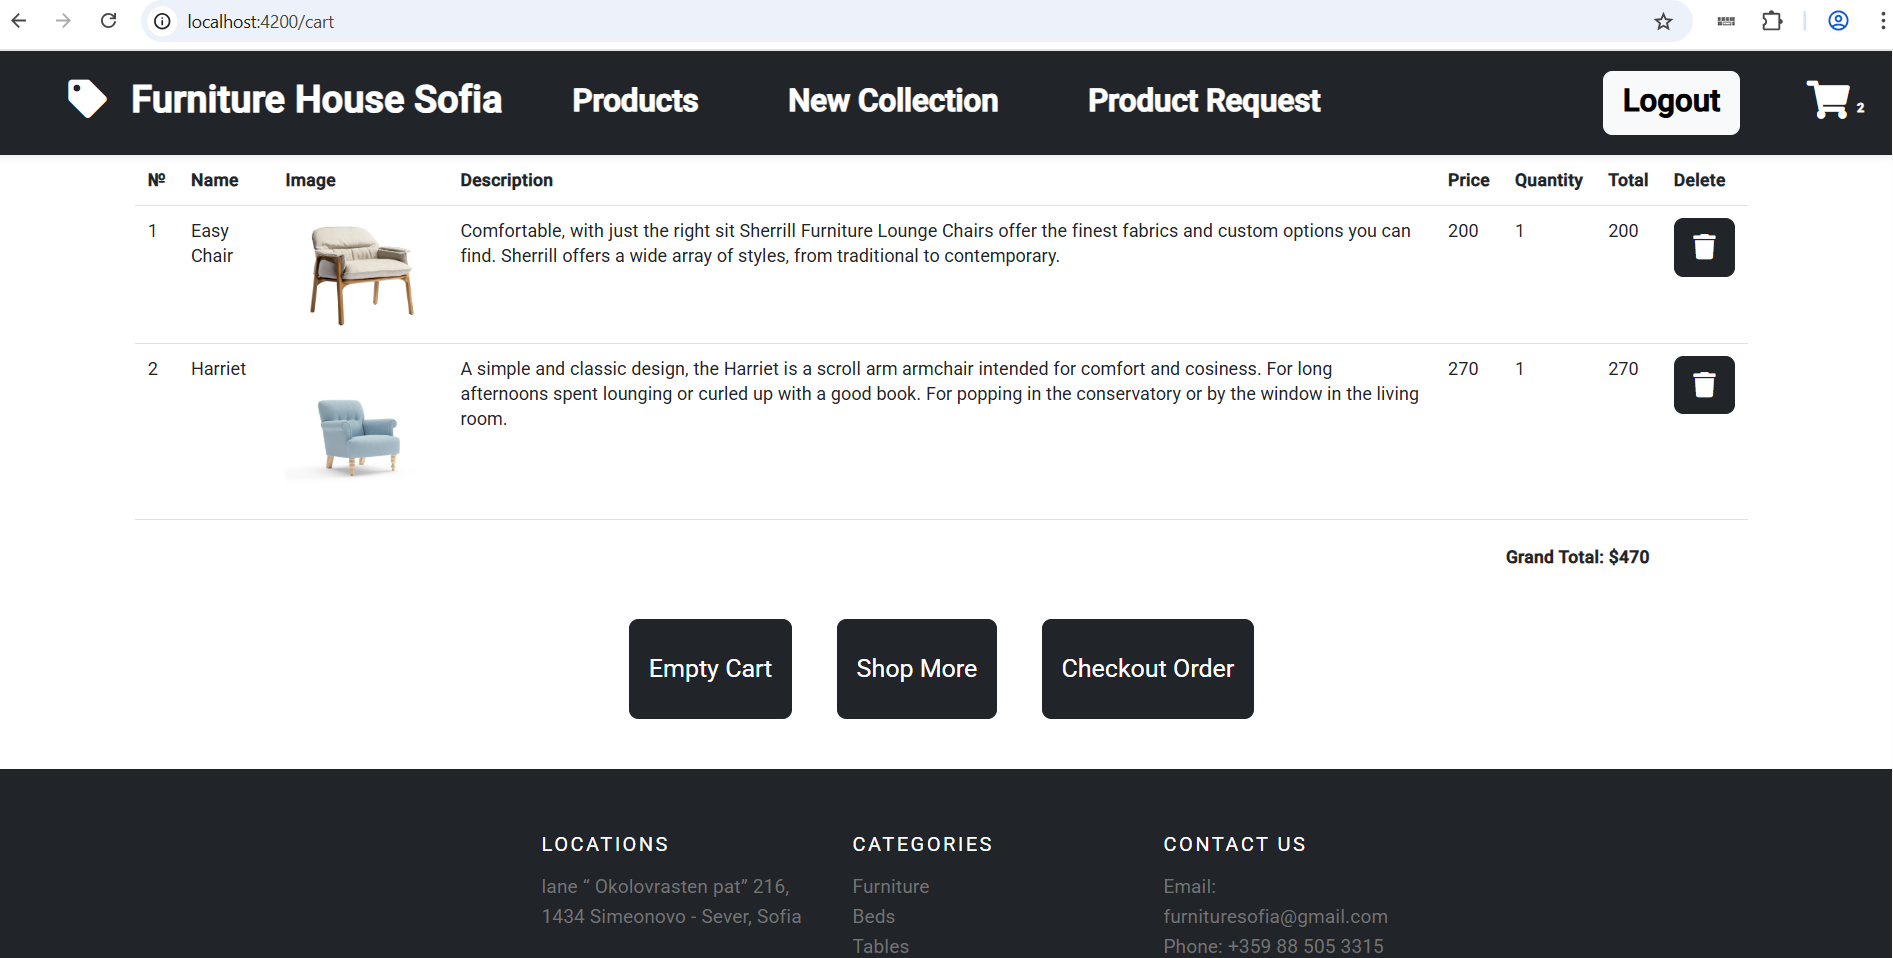 localhost:4200/cart
Furniture House Sofia Products New Collection Product Request Logout 2
№ Name Image Description Price Quantity Total Delete
1 Easy Comfortable, with just the right sit Sherrill Furniture Lounge Chairs offer the finest fabrics and custom options you can 200 1 200
Chair find. Sherrill offers a wide array of styles, from traditional to contemporary.
2 Harriet A simple and classic design, the Harriet is a scroll arm armchair intended for comfort and cosiness. For long 270 1 270
afternoons spent lounging or curled up with a good book. For popping in the conservatory or by the window in the living
room.
Grand Total: $470
Empty Cart Shop More Checkout Order
LOCATIONS CATEGORIES CONTACT US
lane “ Okolovrasten pat” 216, Furniture Email:
1434 Simeonovo - Sever, Sofia Beds furnituresofia@gmail.com
Tables Phone: +359 88 505 3315